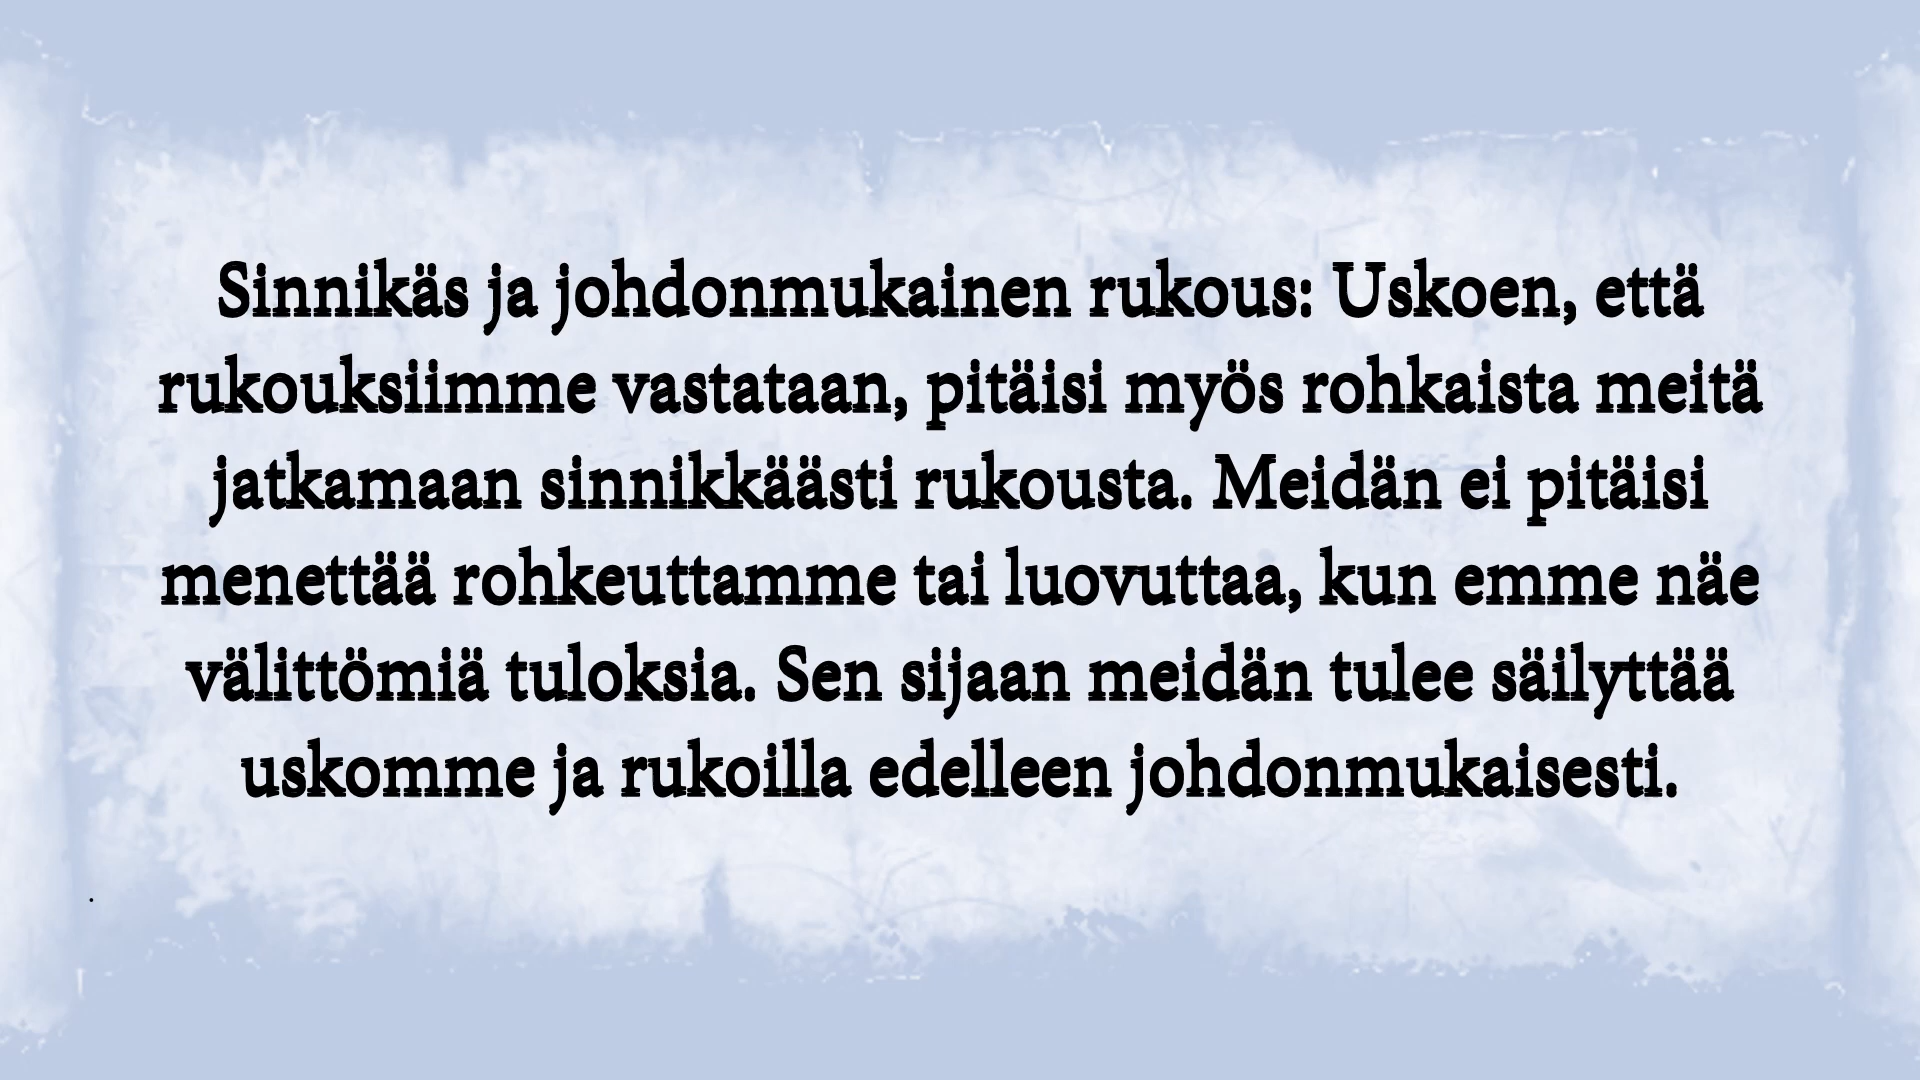 Sinnikäs ja johdonmukainen rukous: Uskoen, että
rukouksiimme vastataan, pitäisi myös rohkaista meitä
jatkamaan sinnikkäästi rukousta. Meidän ei pitäisi
menettää rohkeuttamme tai luovuttaa, kun emme näe
välittömiä tuloksia. Sen sijaan meidän tulee säilyttää
uskomme ja rukoilla edelleen johdonmukaisesti.
.